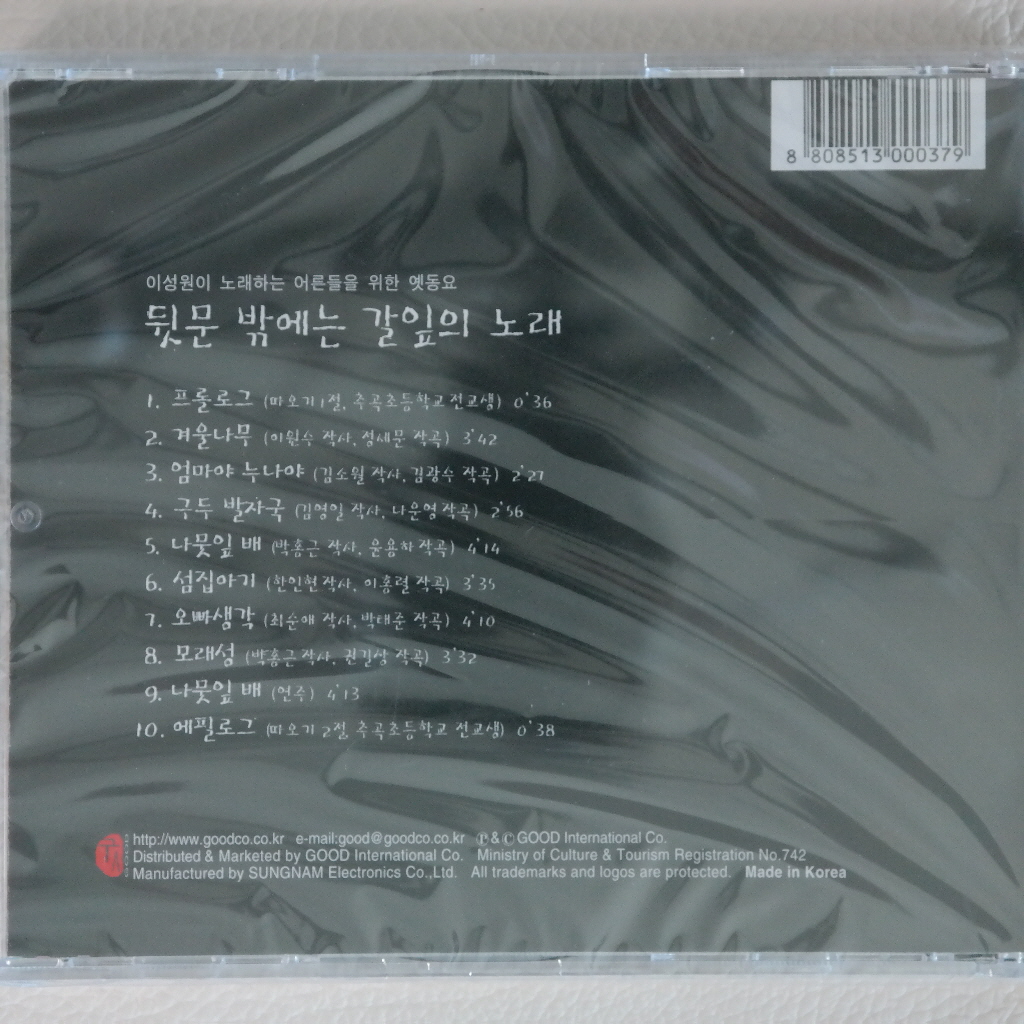 8 808513 000379
이성원이 노래하는 어른들을 위한 옛동요
뒷문 밖에는 갈잎의 노래
1. 프롤로그 (따오기 1절, 추곡초등학교 전교생) 0'36
2. 겨울나무 (이원수 작사, 정세문 작곡) 3'42
3. 엄마야 누나야 (김소월 작사, 김광수 작곡) 2'27
4. 구두 발자국 (김영일 작사, 나운영 작곡) 2'56
5. 나뭇잎 배 (박홍근 작사, 윤용하 작곡) 4'14
6. 섬집아기 (한인현 작사, 이흥렬 작곡) 3'35
7. 오빠생각 (최순애 작사, 박태준 작곡) 4'10
8. 모래성 (박홍근 작사, 권길상 작곡) 3'32
9. 나뭇잎 배 (연주) 4'13
10. 에필로그 (따오기 2절, 추곡초등학교 전교생) 0'38
http://www.goodco.co.kr e-mail:good@goodco.co.kr ℗&© GOOD International Co.
Distributed & Marketed by GOOD International Co. Ministry of Culture & Tourism Registration No.742
Manufactured by SUNGNAM Electronics Co.,Ltd. All trademarks and logos are protected. Made in Korea